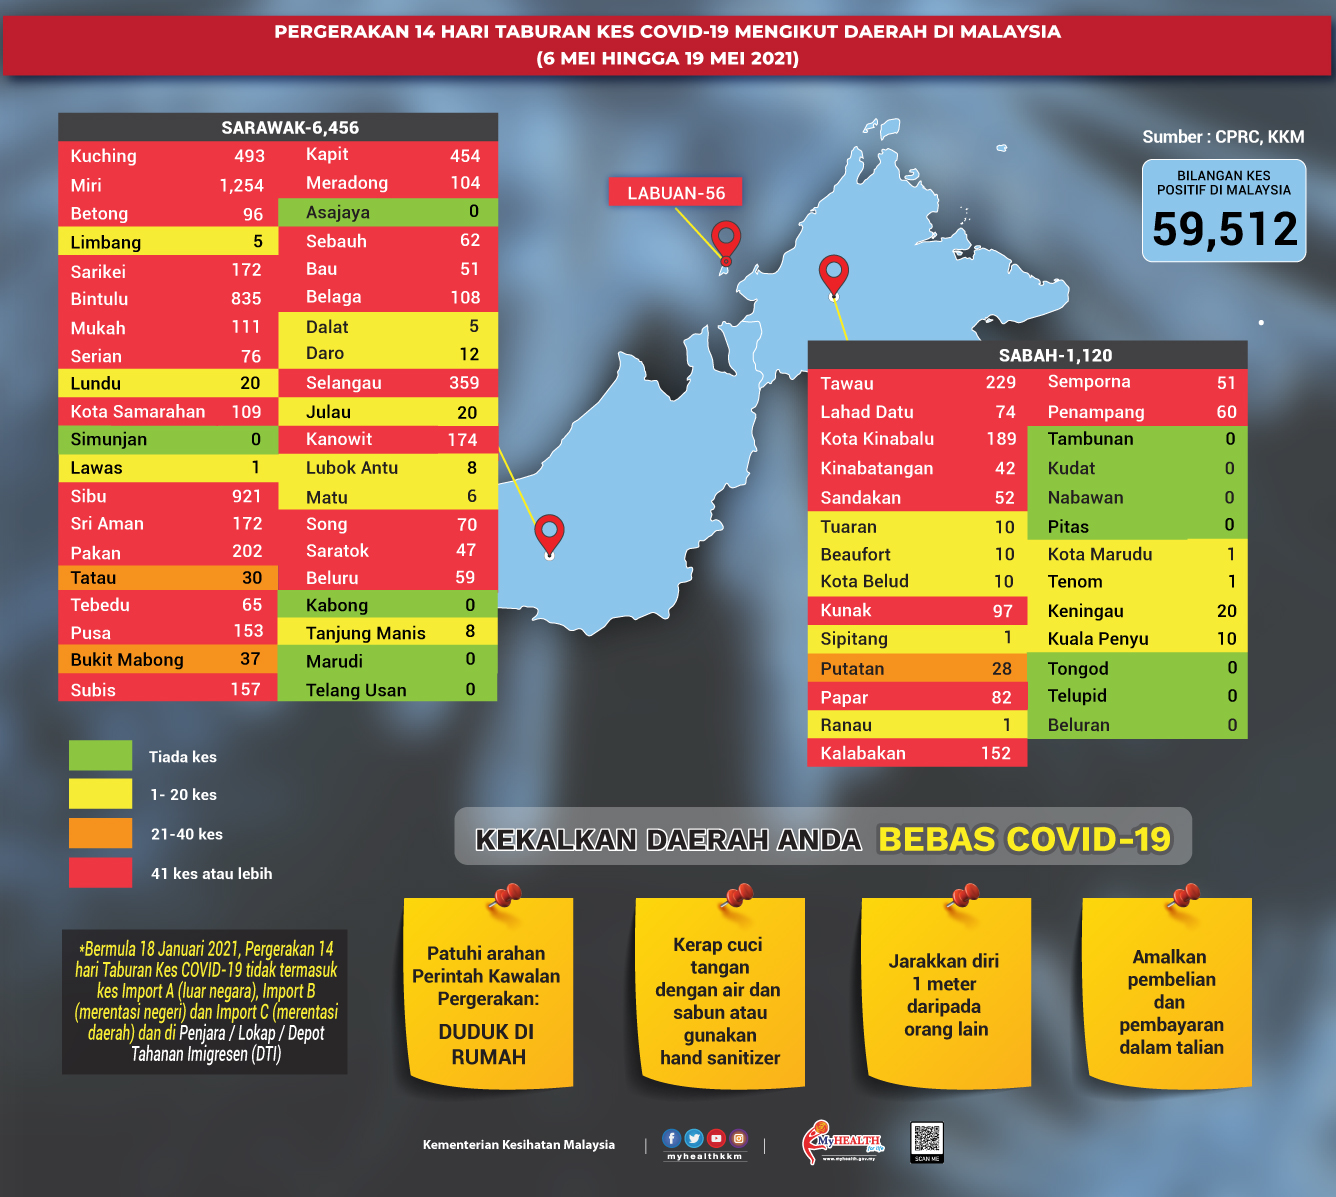 PERGERAKAN 14 HARI TABURAN KES COVID-19 MENGIKUT DAERAH DI MALAYSIA
(6 MEI HINGGA 19 MEI 2021)
Sumber : CPRC, KKM
BILANGAN KES
POSITIF DI MALAYSIA
59,512
LABUAN-56
SARAWAK-6,456
Kuching 493
Miri 1,254
Betong 96
Limbang 5
Sarikei 172
Bintulu 835
Mukah 111
Serian 76
Lundu 20
Kota Samarahan 109
Simunjan 0
Lawas 1
Sibu 921
Sri Aman 172
Pakan 202
Tatau 30
Tebedu 65
Pusa 153
Bukit Mabong 37
Subis 157
Kapit 454
Meradong 104
Asajaya 0
Sebauh 62
Bau 51
Belaga 108
Dalat 5
Daro 12
Selangau 359
Julau 20
Kanowit 174
Lubok Antu 8
Matu 6
Song 70
Saratok 47
Beluru 59
Kabong 0
Tanjung Manis 8
Marudi 0
Telang Usan 0
SABAH-1,120
Tawau 229
Lahad Datu 74
Kota Kinabalu 189
Kinabatangan 42
Sandakan 52
Tuaran 10
Beaufort 10
Kota Belud 10
Kunak 97
Sipitang 1
Putatan 28
Papar 82
Ranau 1
Kalabakan 152
Semporna 51
Penampang 60
Tambunan 0
Kudat 0
Nabawan 0
Pitas 0
Kota Marudu 1
Tenom 1
Keningau 20
Kuala Penyu 10
Tongod 0
Telupid 0
Beluran 0
Tiada kes
1- 20 kes
21-40 kes
41 kes atau lebih
*Bermula 18 Januari 2021, Pergerakan 14
hari Taburan Kes COVID-19 tidak termasuk
kes Import A (luar negara), Import B
(merentasi negeri) dan Import C (merentasi
daerah) dan di Penjara / Lokap / Depot
Tahanan Imigresen (DTI)
KEKALKAN DAERAH ANDA BEBAS COVID-19
Patuhi arahan
Perintah Kawalan
Pergerakan:
DUDUK DI
RUMAH
Kerap cuci
tangan
dengan air dan
sabun atau
gunakan
hand sanitizer
Jarakkan diri
1 meter
daripada
orang lain
Amalkan
pembelian
dan
pembayaran
dalam talian
Kementerian Kesihatan Malaysia
myhealthkkm
MyHEALTH
for life
www.myhealth.gov.my
SCAN ME